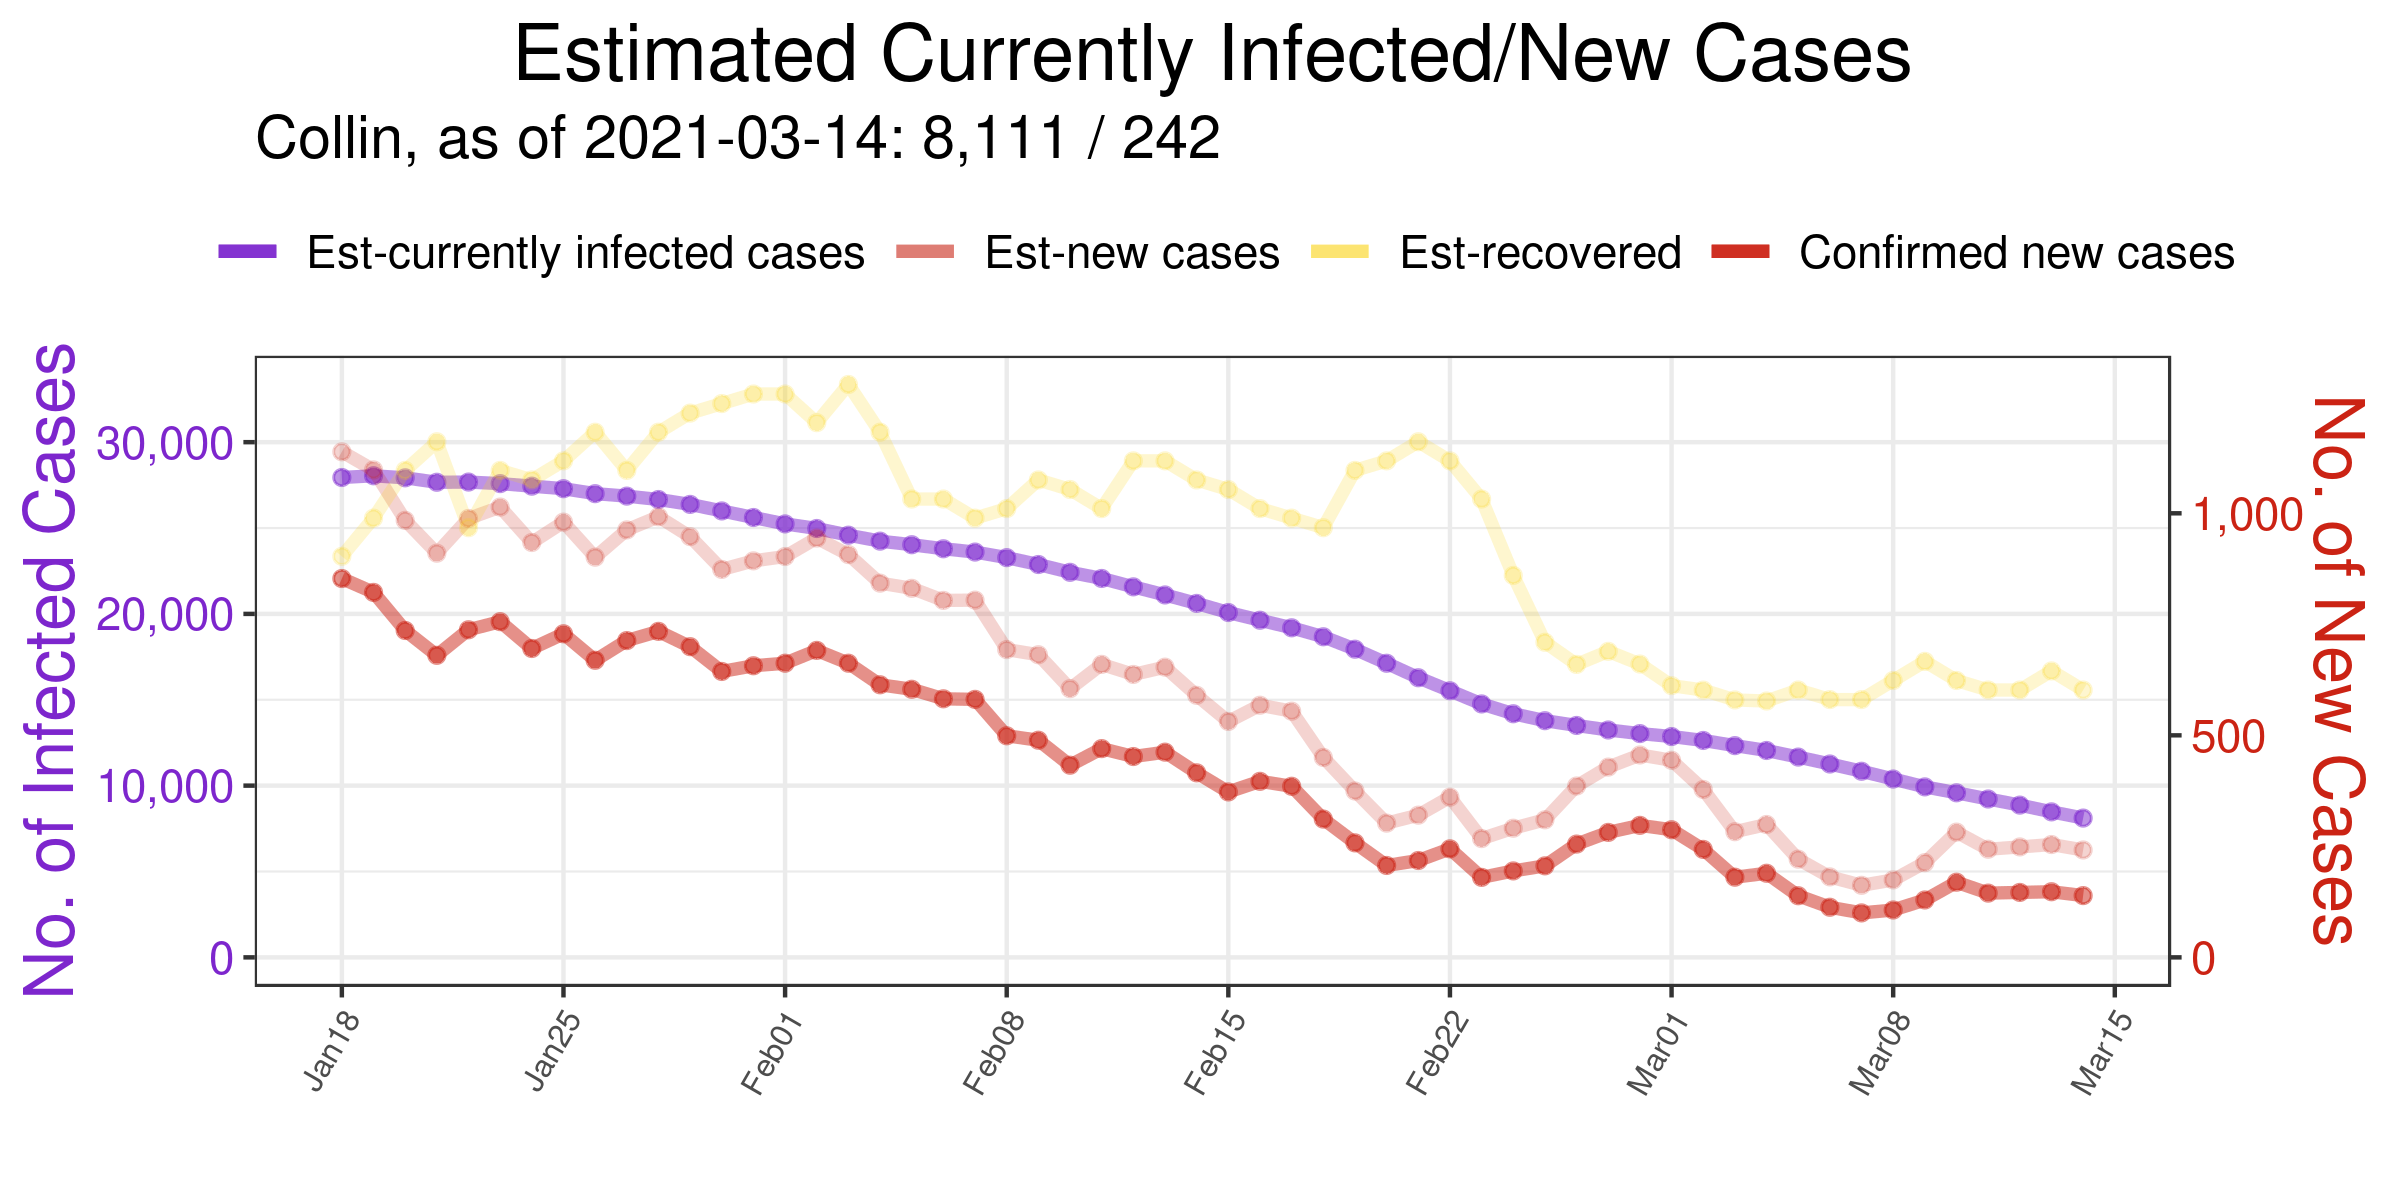 Estimated Currently Infected/New Cases
Collin, as of 2021-03-14: 8,111 / 242
Est-currently infected cases Est-new cases Est-recovered Confirmed new cases
No. of Infected Cases
30,000
20,000
10,000
0
1,000
500
0
No. of New Cases
Jan18 Jan25 Feb01 Feb08 Feb15 Feb22 Mar01 Mar08 Mar15